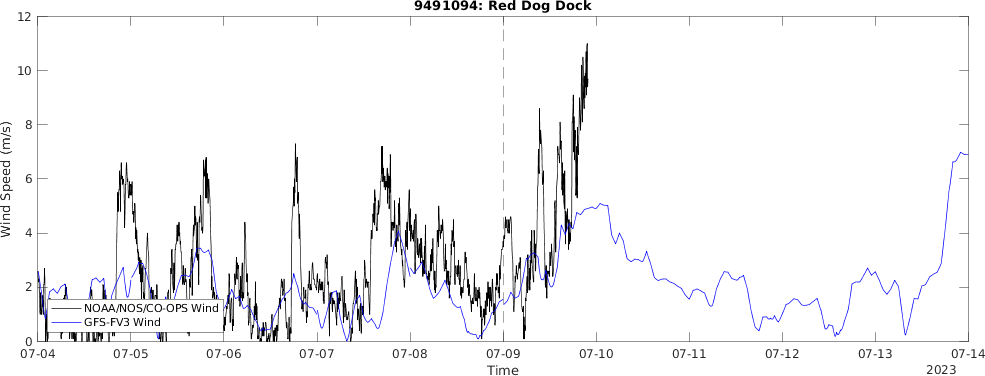 9491094: Red Dog Dock
12
10
8
6
4
2
0
Wind Speed (m/s)
NOAA/NOS/CO-OPS Wind
GFS-FV3 Wind
07-04 07-05 07-06 07-07 07-08 07-09 07-10 07-11 07-12 07-13 07-14
Time
2023